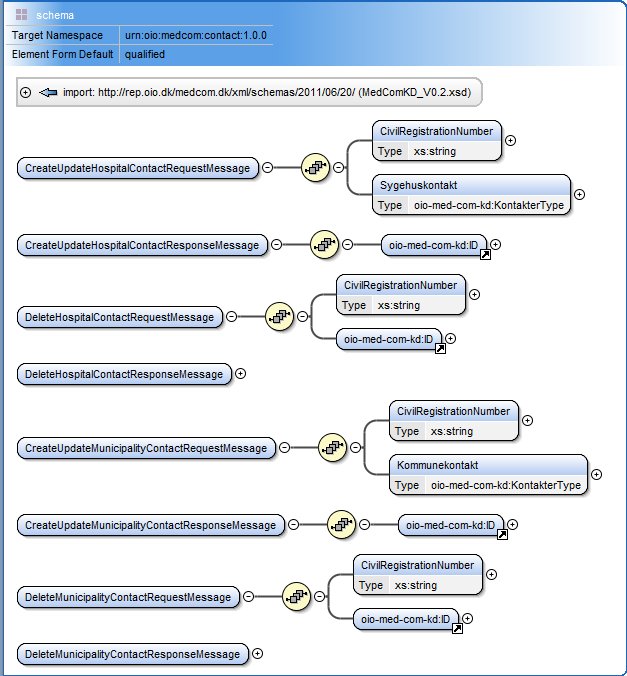 schema
Target Namespace urn:oio:medcom:contact:1.0.0
Element Form Default qualified
import: http://rep.oio.dk/medcom.dk/xml/schemas/2011/06/20/ (MedComKD_V0.2.xsd)
CivilRegistrationNumber
Type xs:string
CreateUpdateHospitalContactRequestMessage
Sygehuskontakt
Type oio-med-com-kd:KontakterType
CreateUpdateHospitalContactResponseMessage
oio-med-com-kd:ID
CivilRegistrationNumber
Type xs:string
DeleteHospitalContactRequestMessage
oio-med-com-kd:ID
DeleteHospitalContactResponseMessage
CivilRegistrationNumber
Type xs:string
CreateUpdateMunicipalityContactRequestMessage
Kommunekontakt
Type oio-med-com-kd:KontakterType
CreateUpdateMunicipalityContactResponseMessage
oio-med-com-kd:ID
CivilRegistrationNumber
Type xs:string
DeleteMunicipalityContactRequestMessage
oio-med-com-kd:ID
DeleteMunicipalityContactResponseMessage